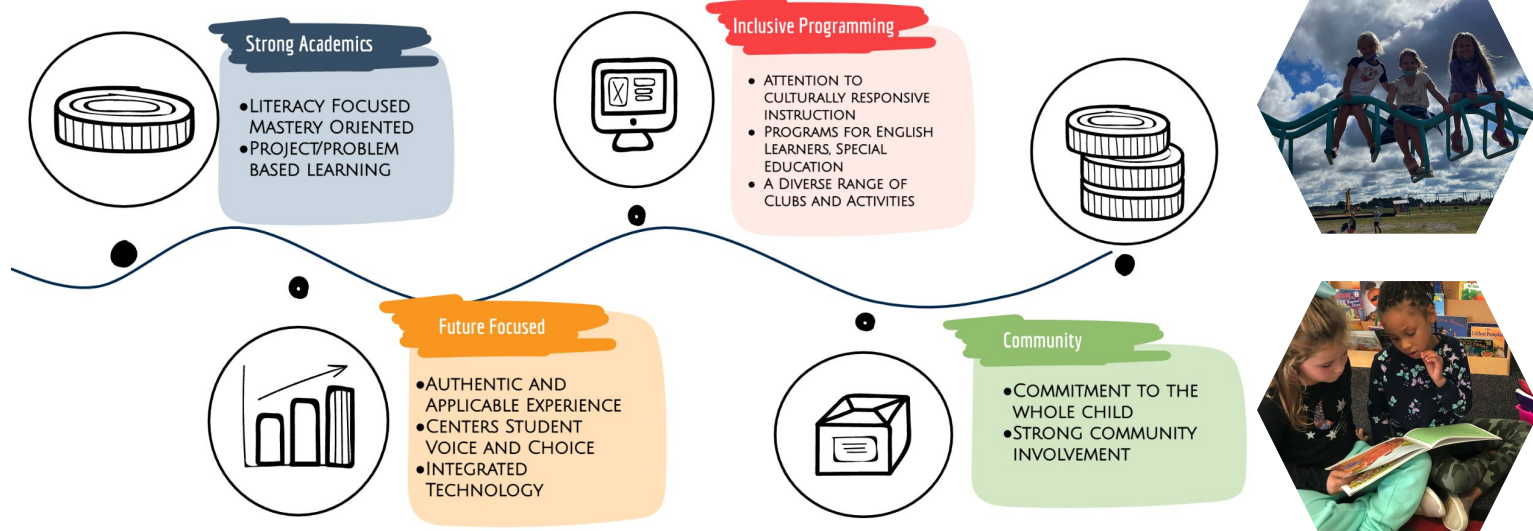 Strong Academics
●LITERACY FOCUSED
MASTERY ORIENTED
●PROJECT/PROBLEM
BASED LEARNING
Future Focused
●AUTHENTIC AND
APPLICABLE EXPERIENCE
●CENTERS STUDENT
VOICE AND CHOICE
●INTEGRATED
TECHNOLOGY
Inclusive Programming
● ATTENTION TO
CULTURALLY RESPONSIVE
INSTRUCTION
● PROGRAMS FOR ENGLISH
LEARNERS, SPECIAL
EDUCATION
● A DIVERSE RANGE OF
CLUBS AND ACTIVITIES
Community
●COMMITMENT TO THE
WHOLE CHILD
●STRONG COMMUNITY
INVOLVEMENT